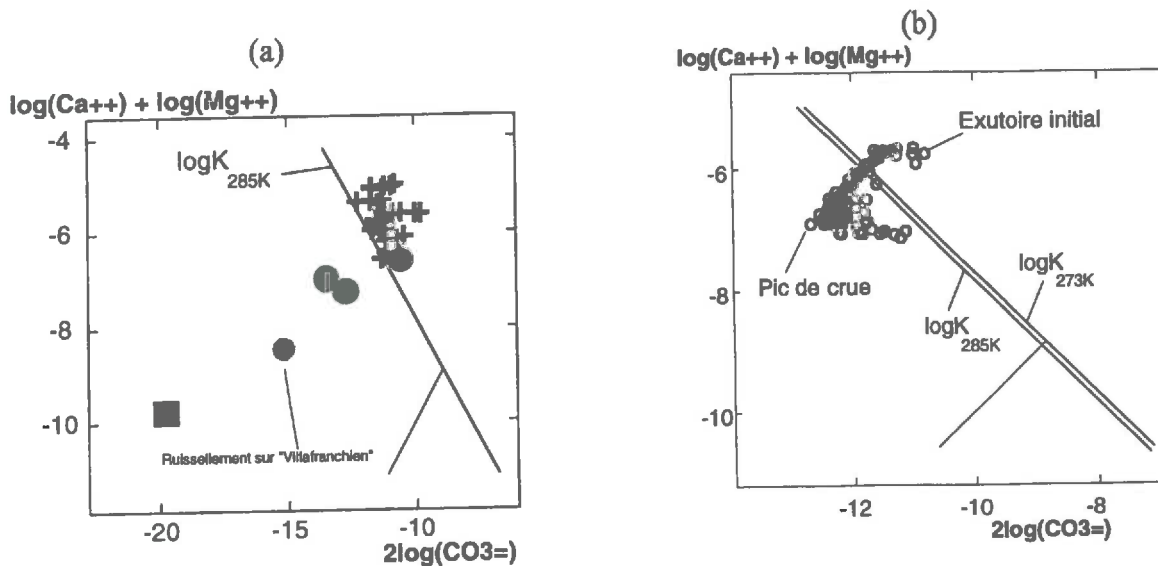 (a)
log(Ca++) + log(Mg++)
-4
-6
-8
-10
logK
285K
Ruissellement sur "Villafranchien"
-20
-15
-10
2log(CO3=)
(b)
log(Ca++) + log(Mg++)
-6
-8
-10
Exutoire initial
Pic de crue
logK
273K
logK
285K
-12
-10
-8
2log(CO3=)